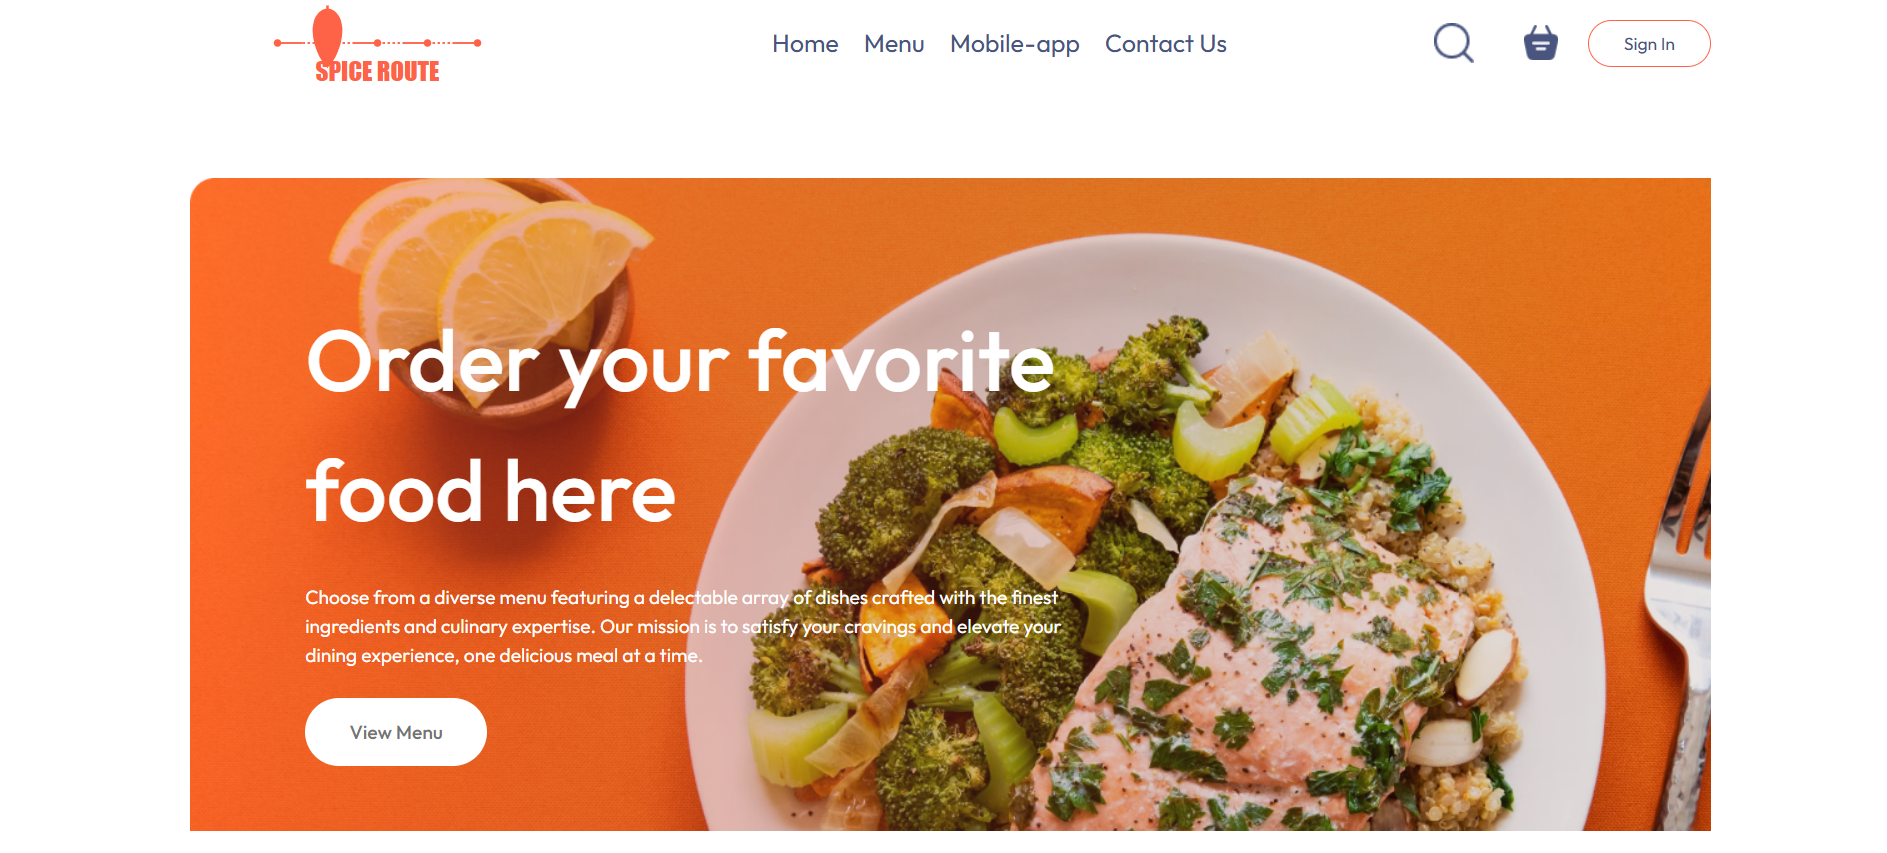 SPICE ROUTE
Home Menu Mobile-app Contact Us
Sign In
Order your favorite
food here
Choose from a diverse menu featuring a delectable array of dishes crafted with the finest
ingredients and culinary expertise. Our mission is to satisfy your cravings and elevate your
dining experience, one delicious meal at a time.
View Menu